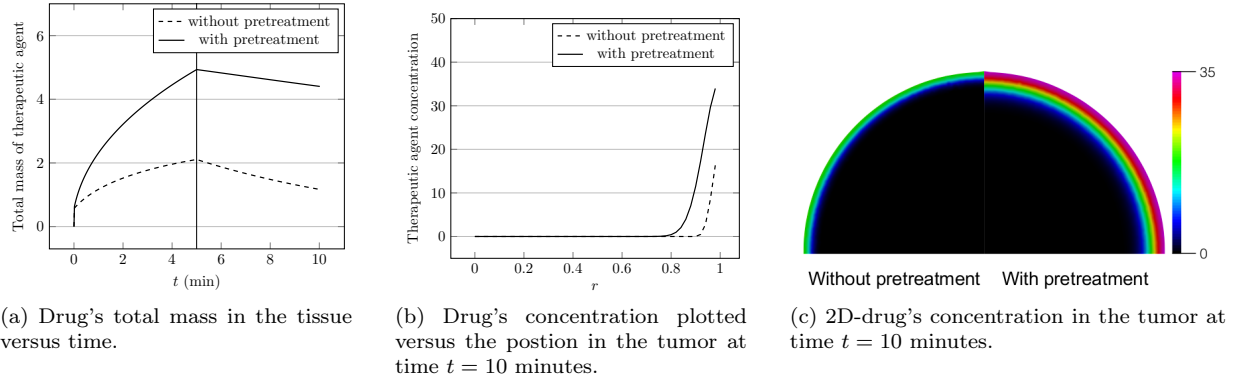 Total mass of therapeutic agent
6
4
2
0
without pretreatment
with pretreatment
0 2 4 6 8 10
t (min)
(a) Drug's total mass in the tissue
versus time.
Therapeutic agent concentration
50
40
30
20
10
0
without pretreatment
with pretreatment
0 0.2 0.4 0.6 0.8 1
r
(b) Drug's concentration plotted
versus the postion in the tumor at
time t = 10 minutes.
35
0
Without pretreatment With pretreatment
(c) 2D-drug's concentration in the tumor at
time t = 10 minutes.